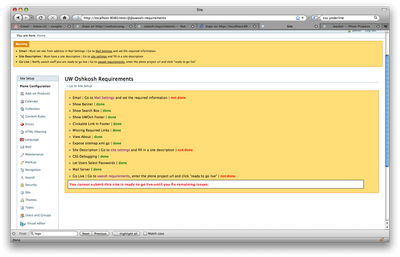 Site
http://localhost:8080/
You are here: Home
Warning
Email | Must set site from address in Mail Settings | Go to Mail Settings and set the required information
Site Description | Must have a site description | Go to site settings and fill in a site description
Go Live | Notify uwosh staff you are ready to go live | Go to uwosh requirements, enter the plone project url and click "ready to go live"
Site Setup
Plone Configuration
Add-on Products
Calendar
Collection
Content Rules
Errors
HTML Filtering
Language
Mail
Maintenance
Markup
Navigation
Search
Security
Site
Themes
Types
Users and Groups
Visual editor
UW Oshkosh Requirements
Up to Site Setup
Email | Go to Mail Settings and set the required information | not done
Show Banner | done
Show Search Box | done
Show UWOsh Footer | done
Clickable Link in Footer | done
Missing Required Links | done
View About | done
Expose sitemap.xml.gz | done
Site Description | Go to site settings and fill in a site description | not done
CSS Debugging | done
Let Users Select Passwords | done
Mail Server | done
Go Live | Go to uwosh requirements, enter the plone project url and click "ready to go live" | not done
You cannot submit this site is ready to go live until you fix remaining issues.
Find:
Next
Previous
Highlight all
Match case
Done